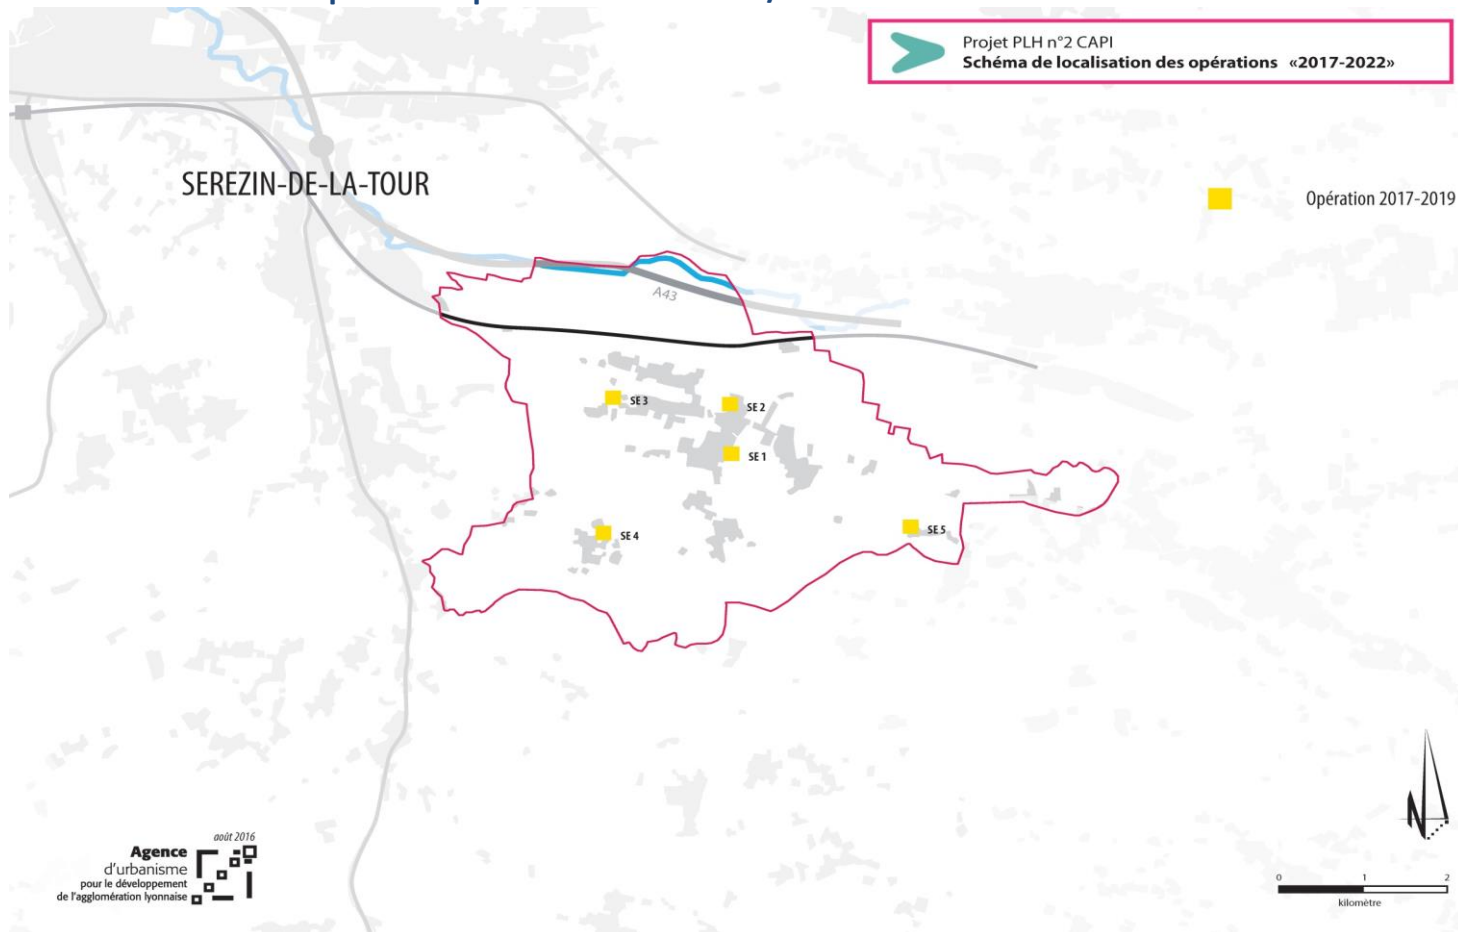 Projet PLH n°2 CAPI
Schéma de localisation des opérations «2017-2022»
SEREZIN-DE-LA-TOUR
Opération 2017-2019
A43
SE 3
SE 2
SE 1
SE 4
SE 5
N
août 2016
Agence
d'urbanisme
pour le développement
de l'agglomération lyonnaise
0 1 2
kilomètre